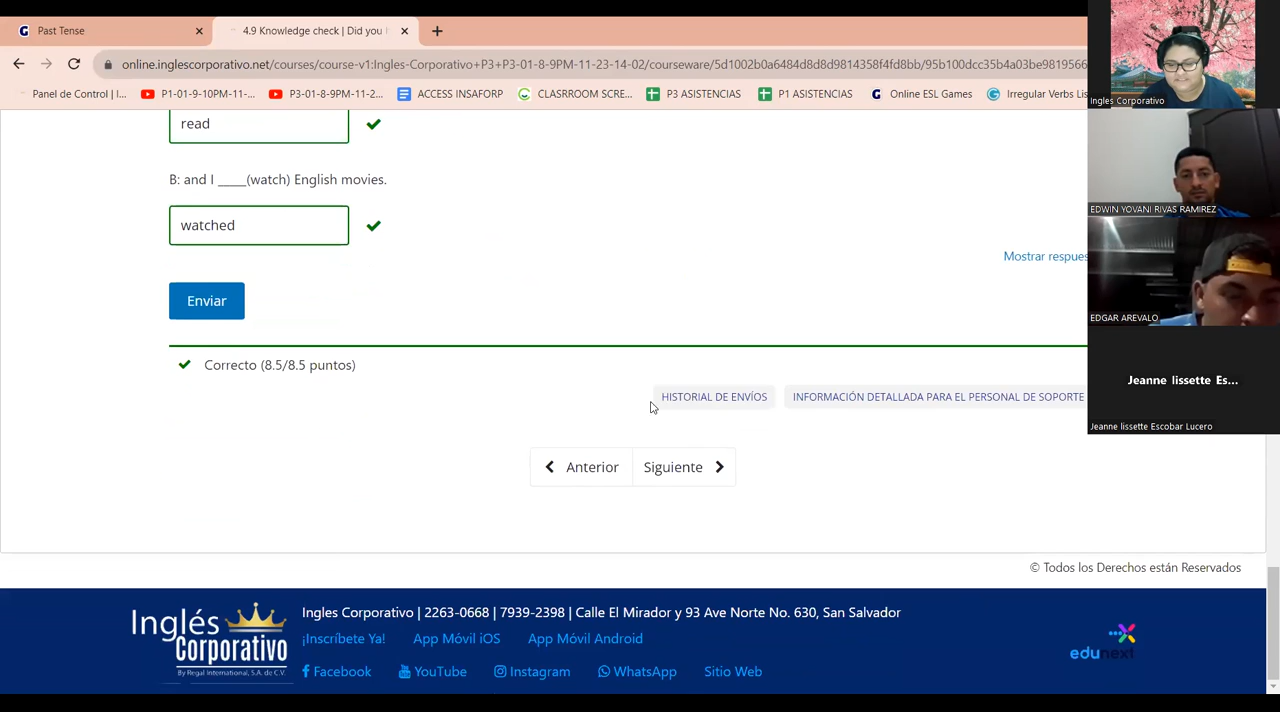 Past Tense
4.9 Knowledge check | Did you
online.inglescorporativo.net/courses/course-v1:Ingles-Corporativo+P3+P3-01-8-9PM-11-23-14-02/courseware/5d1002b0a6484d8d8d9814358f4fd8bb/95b100dcc35b4a03be9819566
Panel de Control | I... P1-01-9-10PM-11-... P3-01-8-9PM-11-2... ACCESS INSAFORP CLASRROOM SCRE... P3 ASISTENCIAS P1 ASISTENCIAS Online ESL Games Irregular Verbs Lis
Ingles Corporativo
read
B: and I ____(watch) English movies.
EDWIN YOVANI RIVAS RAMIREZ
watched
Mostrar respues
Enviar
EDGAR AREVALO
Correcto (8.5/8.5 puntos)
Jeanne lissette Es...
HISTORIAL DE ENVÍOS INFORMACIÓN DETALLADA PARA EL PERSONAL DE SOPORTE
Jeanne lissette Escobar Lucero
Anterior Siguiente
© Todos los Derechos están Reservados
Inglés Corporativo
By Regal International, S.A. de C.V.
Ingles Corporativo | 2263-0668 | 7939-2398 | Calle El Mirador y 93 Ave Norte No. 630, San Salvador
¡Inscríbete Ya! App Móvil iOS App Móvil Android
Facebook YouTube Instagram WhatsApp Sitio Web
edunext